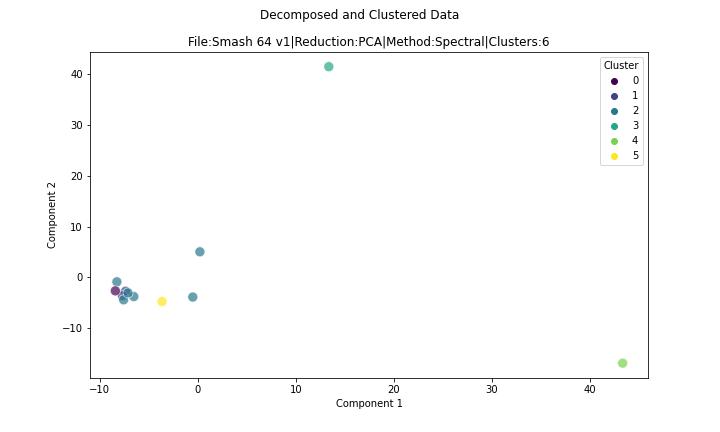 Decomposed and Clustered Data
File:Smash 64 v1|Reduction:PCA|Method:Spectral|Clusters:6
Cluster
0
1
2
3
4
5
Component 2
40
30
20
10
0
−10
−10 0 10 20 30 40
Component 1